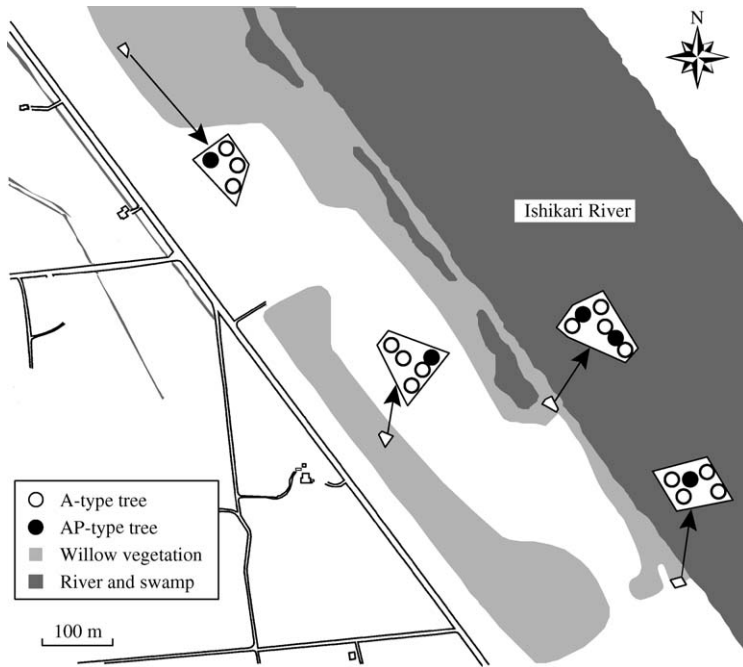 N
Ishikari River
A-type tree
AP-type tree
Willow vegetation
River and swamp
100 m